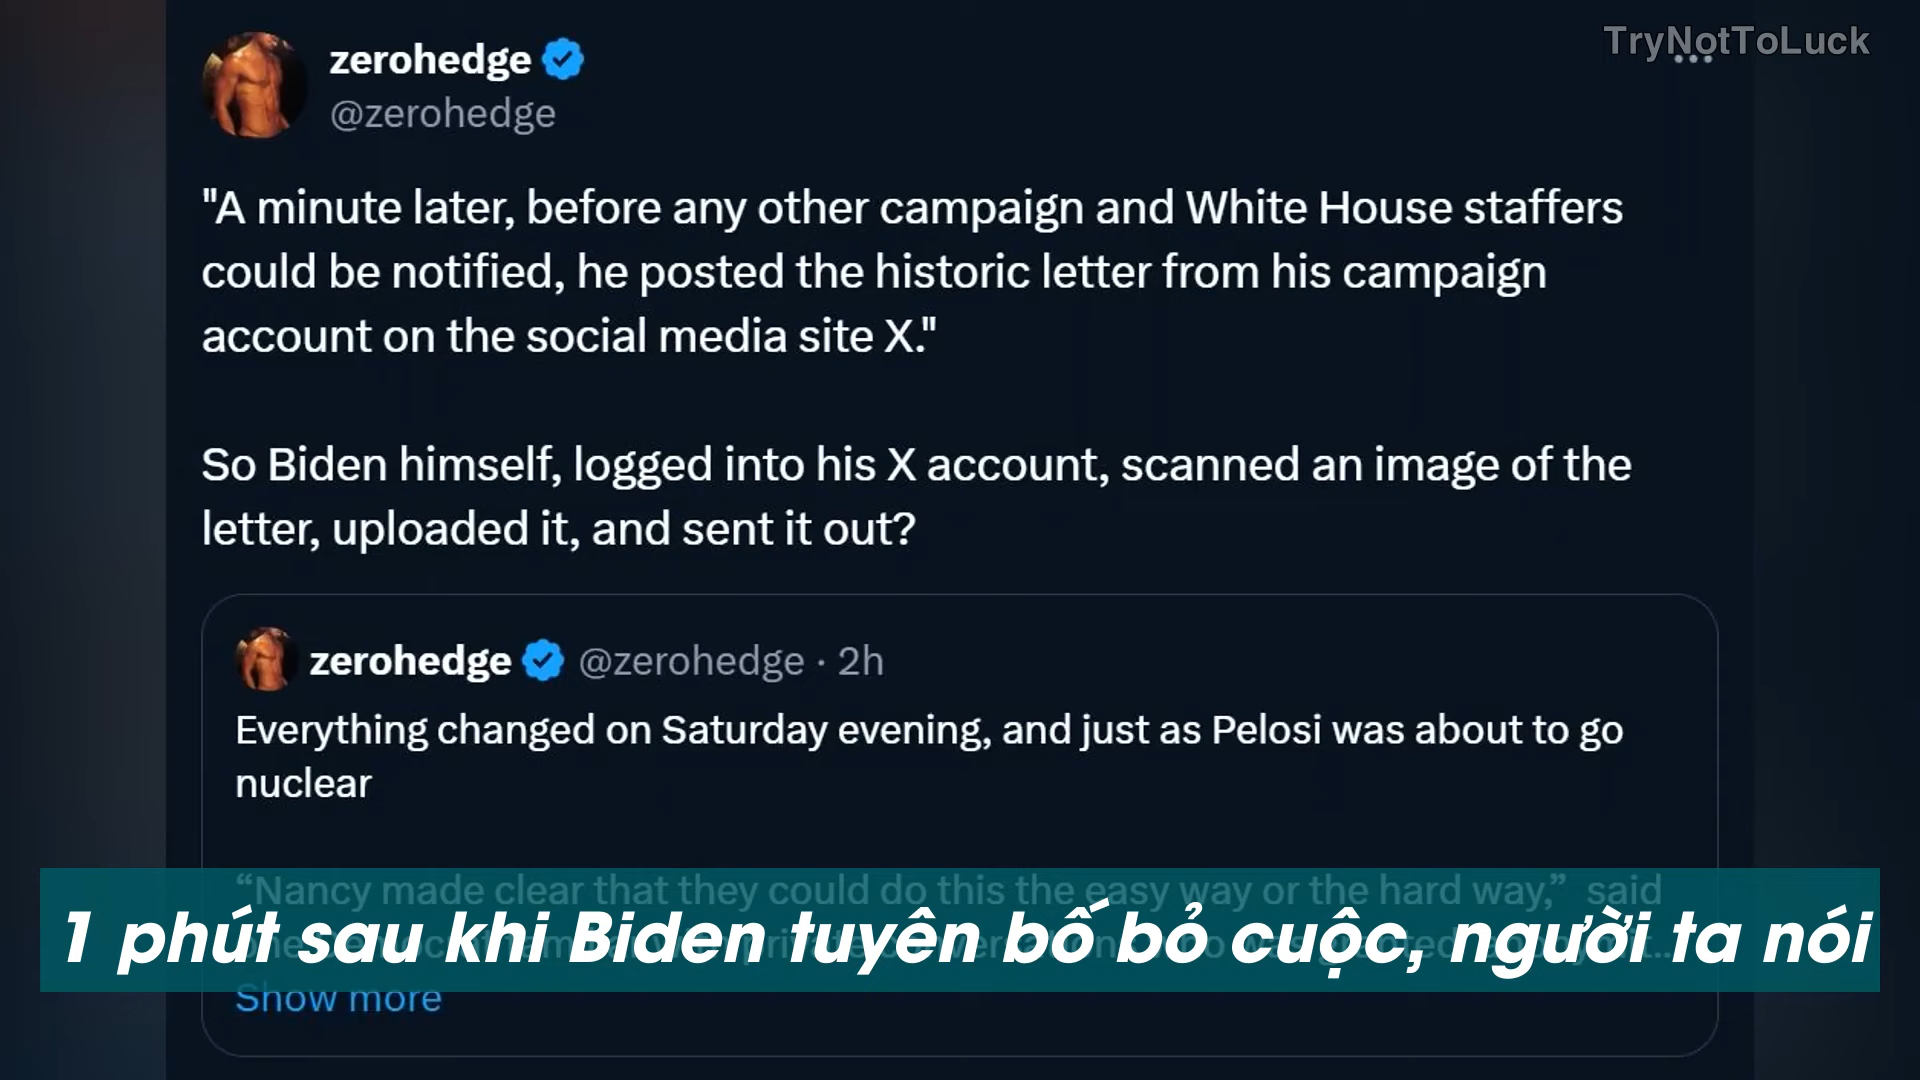 TryNotToLuck
zerohedge
@zerohedge
"A minute later, before any other campaign and White House staffers
could be notified, he posted the historic letter from his campaign
account on the social media site X."
So Biden himself, logged into his X account, scanned an image of the
letter, uploaded it, and sent it out?
zerohedge @zerohedge · 2h
Everything changed on Saturday evening, and just as Pelosi was about to go
nuclear
“Nancy made clear that they could do this the easy way or the hard way,” said
1 phút sau khi Biden tuyên bố bỏ cuộc, người ta nói
Show more